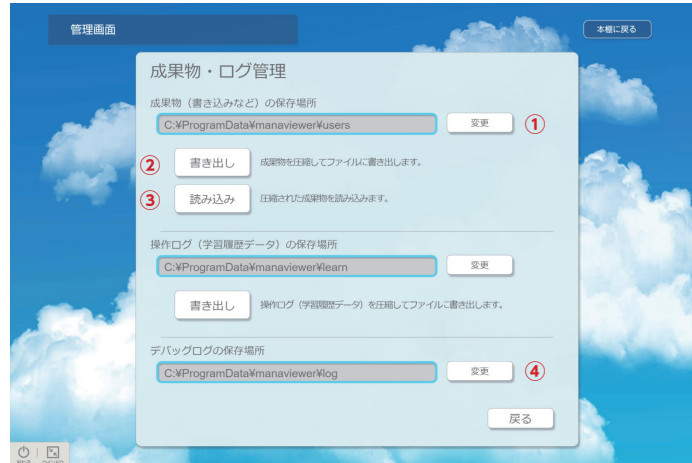 管理画面
本棚に戻る
成果物・ログ管理
成果物（書き込みなど）の保存場所
C:¥ProgramData¥manaviewer¥users 変更 ①
② 書き出し 成果物を圧縮してファイルに書き出します。
③ 読み込み 圧縮された成果物を読み込みます。
操作ログ（学習履歴データ）の保存場所
C:¥ProgramData¥manaviewer¥learn 変更
書き出し 操作ログ（学習履歴データ）を圧縮してファイルに書き出します。
デバッグログの保存場所
C:¥ProgramData¥manaviewer¥log 変更 ④
戻る